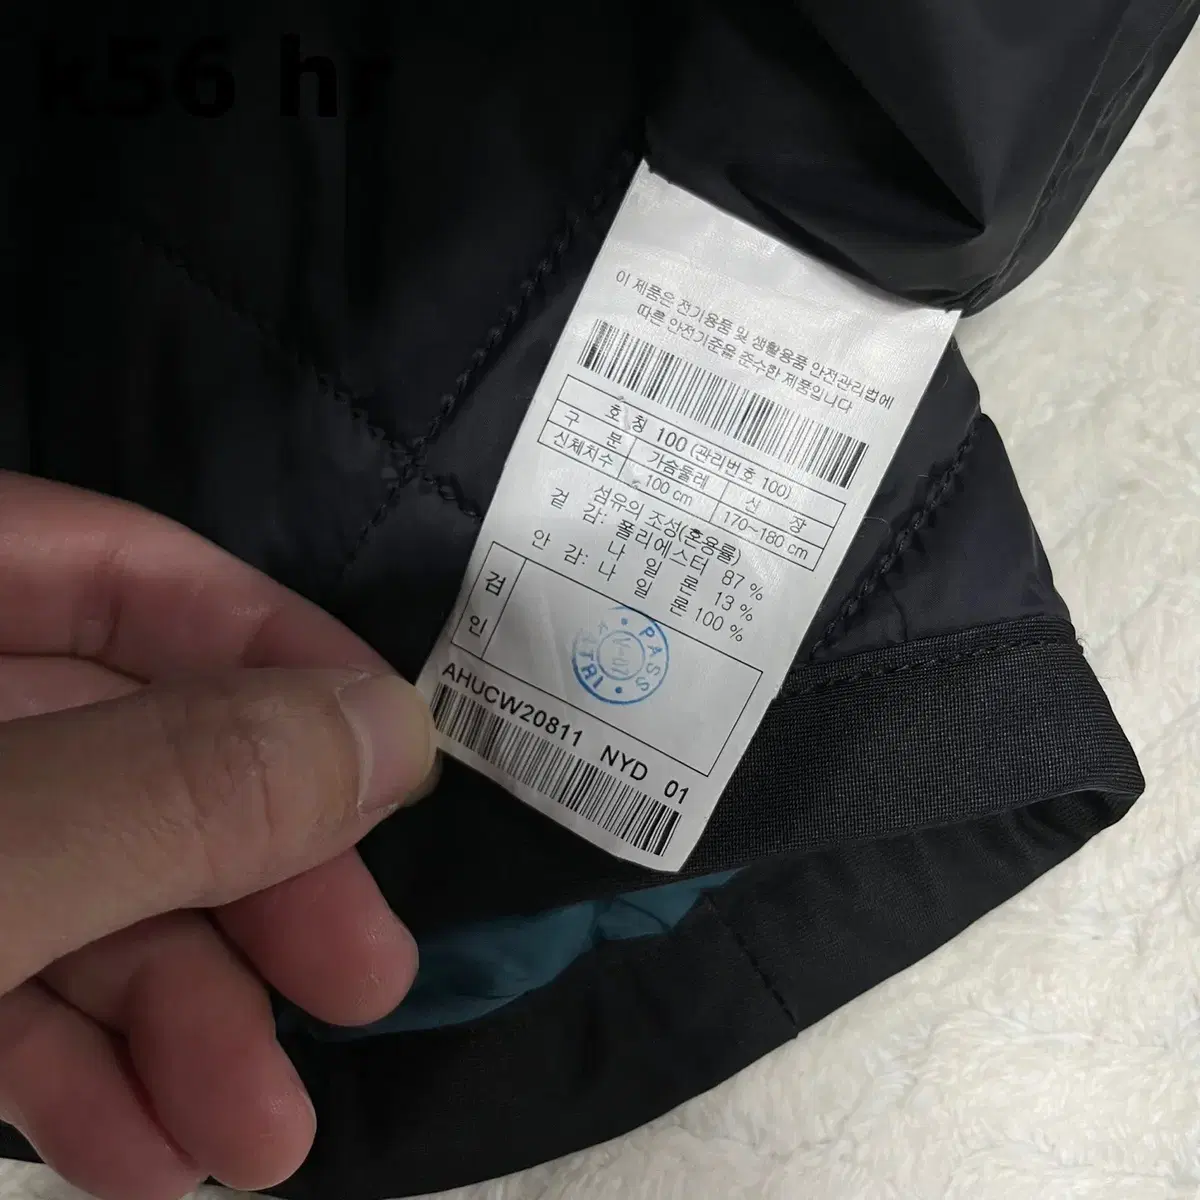 56 hr
이 제품은 전기용품 및 생활용품 안전관리법에
따른 안전기준을 준수한 제품입니다
호 칭 100 (관리번호 100)
구 분 가슴둘레 신 장
신체치수 100 cm 170~180 cm
섬유의 조성(혼용률)
겉 감: 폴리에스터 87 %
나 일 론 13 %
안 감: 나 일 론 100 %
검 인
PASS
V-07
KATRI
AHUCW20811 NYD 01